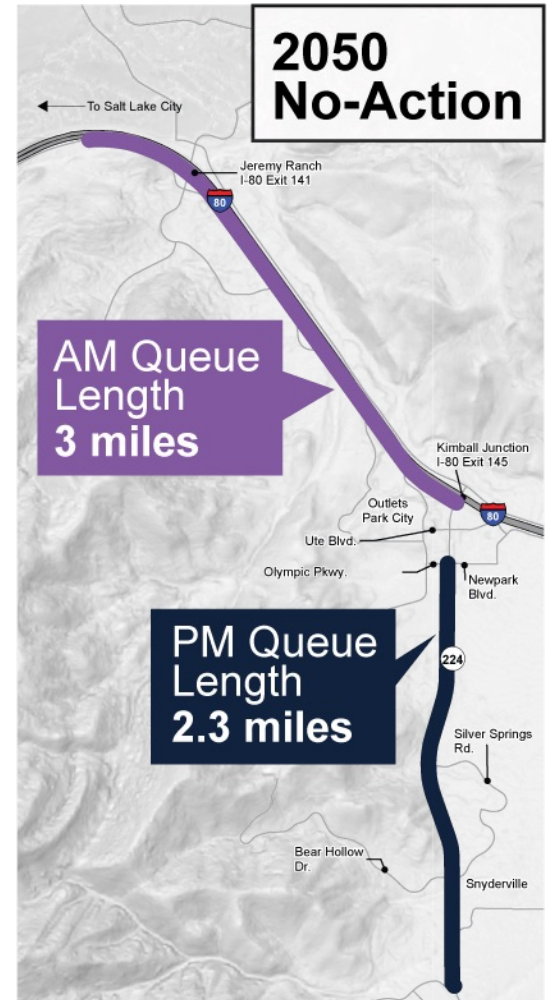 2050
No-Action
To Salt Lake City
Jeremy Ranch
I-80 Exit 141
80
AM Queue
Length
3 miles
Kimball Junction
I-80 Exit 145
80
Outlets
Park City
Ute Blvd.
Olympic Pkwy.
Newpark
Blvd.
PM Queue
Length
2.3 miles
224
Silver Springs
Rd.
Bear Hollow
Dr.
Snyderville